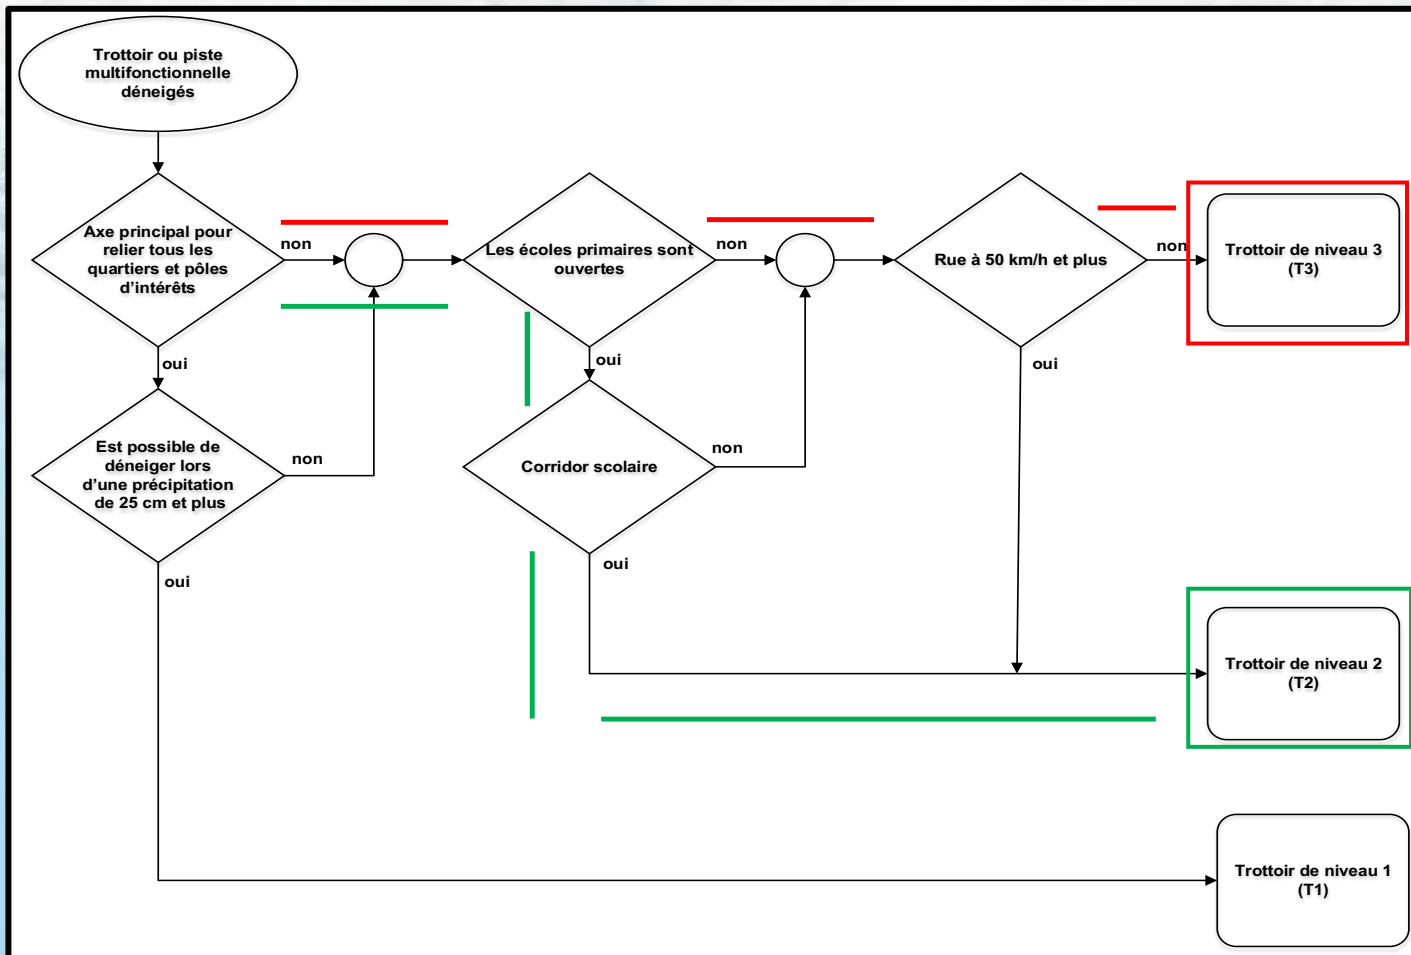 Trottoir ou piste
multifonctionnelle
déneigés
Axe principal pour
relier tous les
quartiers et pôles
d'intérêts
non
Les écoles primaires sont
ouvertes
non
Rue à 50 km/h et plus
non
Trottoir de niveau 3
(T3)
oui
oui
oui
Est possible de
déneiger lors
d'une précipitation
de 25 cm et plus
non
Corridor scolaire
non
oui
oui
Trottoir de niveau 2
(T2)
Trottoir de niveau 1
(T1)